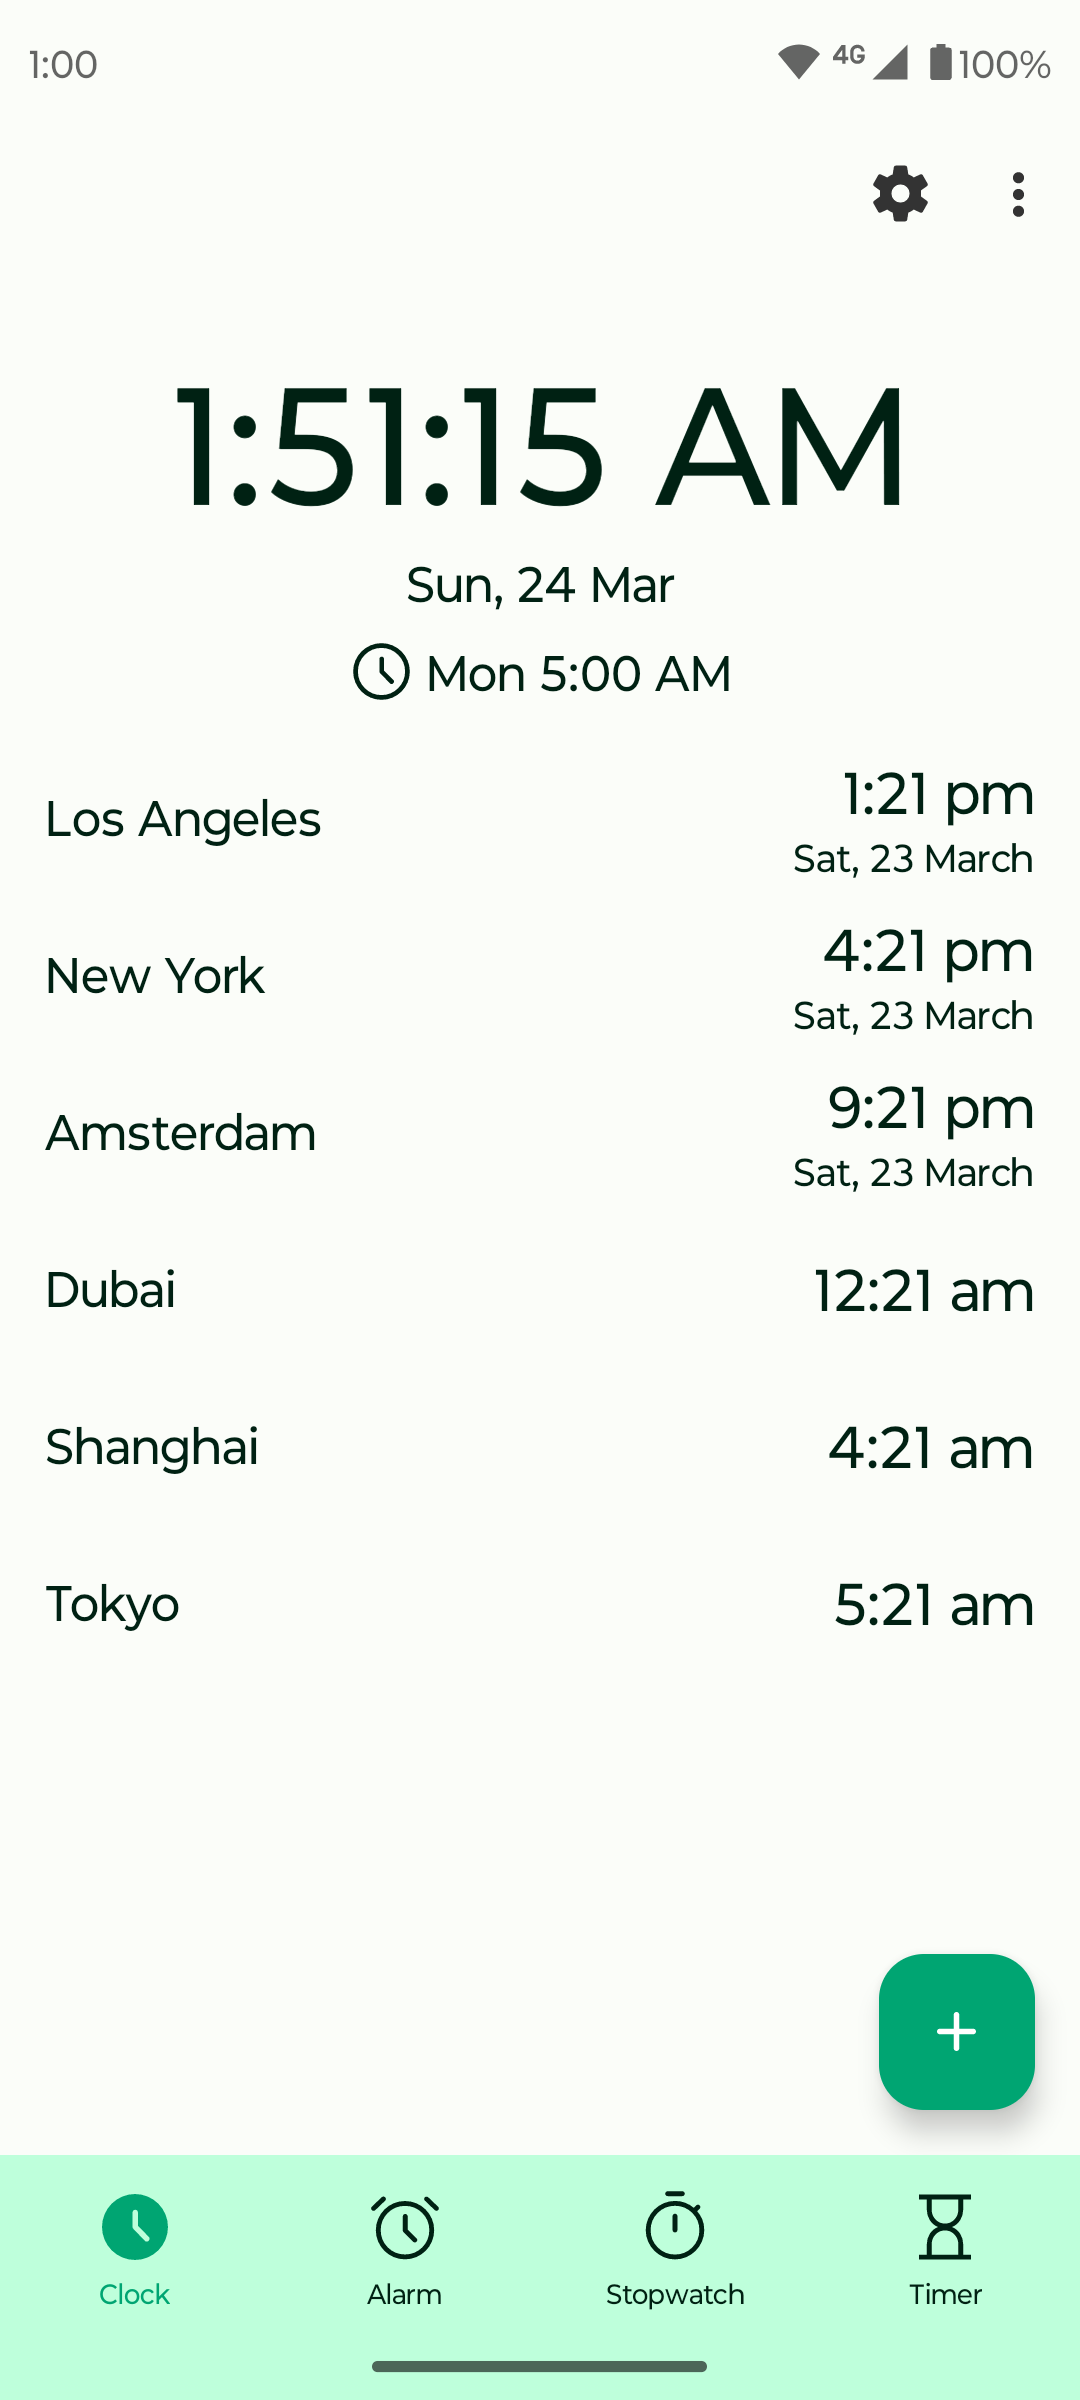 1:00 4G 100%
1:51:15 AM
Sun, 24 Mar
Mon 5:00 AM
Los Angeles 1:21 pm
Sat, 23 March
New York 4:21 pm
Sat, 23 March
Amsterdam 9:21 pm
Sat, 23 March
Dubai 12:21 am
Shanghai 4:21 am
Tokyo 5:21 am
Clock Alarm Stopwatch Timer